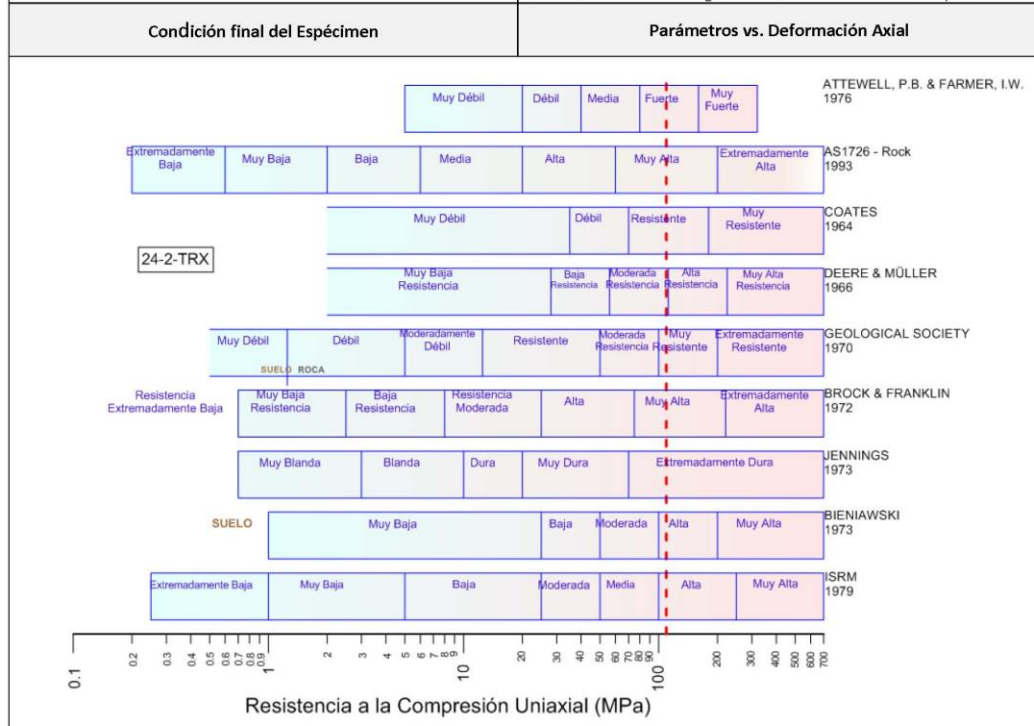 Condición final del Espécimen
Parámetros vs. Deformación Axial
ATTEWELL, P.B. & FARMER, I.W.
1976
Muy Débil
Débil
Media
Fuerte
Muy
Fuerte
AS1726 - Rock
1993
Extremadamente
Baja
Muy Baja
Baja
Media
Alta
Muy Alta
Extremadamente
Alta
COATES
1964
Muy Débil
Débil
Resistente
Muy
Resistente
24-2-TRX
DEERE & MÜLLER
1966
Muy Baja
Resistencia
Baja
Resistencia
Moderada
Resistencia
Alta
Resistencia
Muy Alta
Resistencia
GEOLOGICAL SOCIETY
1970
Muy Débil
Débil
Moderadamente
Débil
Resistente
Moderada
Resistencia
Muy
Resistente
Extremadamente
Resistente
SUELO ROCA
BROCK & FRANKLIN
1972
Resistencia
Extremadamente Baja
Muy Baja
Resistencia
Baja
Resistencia
Resistencia
Moderada
Alta
Muy Alta
Extremadamente
Alta
JENNINGS
1973
Muy Blanda
Blanda
Dura
Muy Dura
Extremadamente Dura
BIENIAWSKI
1973
SUELO
Muy Baja
Baja
Moderada
Alta
Muy Alta
ISRM
1979
Extremadamente Baja
Muy Baja
Baja
Moderada
Media
Alta
Muy Alta
0.1 0.2 0.3 0.4 0.5 0.6 0.7 0.8 0.9 1 2 3 4 5 6 7 8 9 10 20 30 40 50 60 70 80 90 100 200 300 400 500 600 700
Resistencia a la Compresión Uniaxial (MPa)